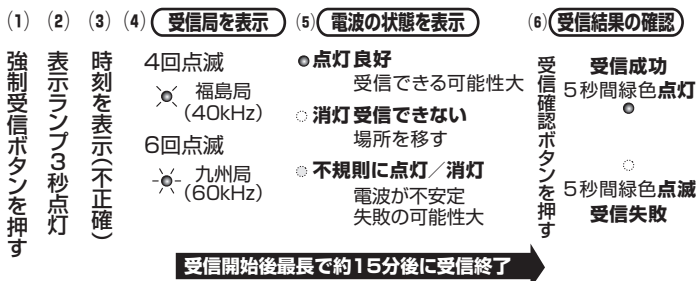 (1)
強制受信ボタンを押す
(2)
表示ランプ3秒点灯
(3)
時刻を表示(不正確)
(4) 受信局を表示
4回点滅
福島局
(40kHz)
6回点滅
九州局
(60kHz)
(5) 電波の状態を表示
点灯 良好
受信できる可能性大
消灯 受信できない
場所を移す
不規則に点灯/消灯
電波が不安定
失敗の可能性大
(6) 受信結果の確認
受信確認ボタンを押す
受信成功
5秒間緑色点灯
5秒間緑色点滅
受信失敗
受信開始後最長で約15分後に受信終了